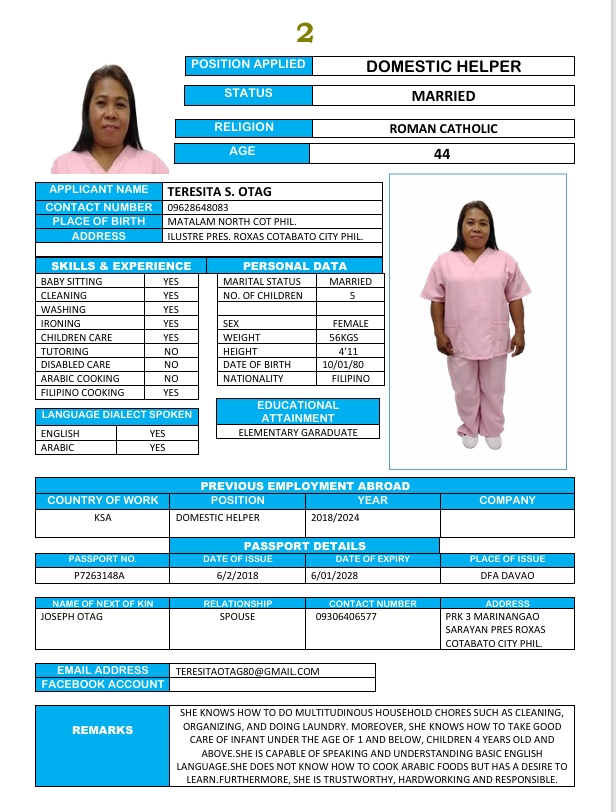 2
POSITION APPLIED DOMESTIC HELPER
STATUS MARRIED
RELIGION ROMAN CATHOLIC
AGE 44
APPLICANT NAME TERESITA S. OTAG
CONTACT NUMBER 09628648083
PLACE OF BIRTH MATALAM NORTH COT PHIL.
ADDRESS ILUSTRE PRES. ROXAS COTABATO CITY PHIL.
SKILLS & EXPERIENCE PERSONAL DATA
BABY SITTING YES MARITAL STATUS MARRIED
CLEANING YES NO. OF CHILDREN 5
WASHING YES
IRONING YES SEX FEMALE
CHILDREN CARE YES WEIGHT 56KGS
TUTORING NO HEIGHT 4'11
DISABLED CARE NO DATE OF BIRTH 10/01/80
ARABIC COOKING NO NATIONALITY FILIPINO
FILIPINO COOKING YES
LANGUAGE DIALECT SPOKEN
ENGLISH YES
ARABIC YES
EDUCATIONAL
ATTAINMENT
ELEMENTARY GARADUATE
PREVIOUS EMPLOYMENT ABROAD
COUNTRY OF WORK POSITION YEAR COMPANY
KSA DOMESTIC HELPER 2018/2024
PASSPORT DETAILS
PASSPORT NO. DATE OF ISSUE DATE OF EXPIRY PLACE OF ISSUE
P7263148A 6/2/2018 6/01/2028 DFA DAVAO
NAME OF NEXT OF KIN RELATIONSHIP CONTACT NUMBER ADDRESS
JOSEPH OTAG SPOUSE 09306406577 PRK 3 MARINANGAO
SARAYAN PRES ROXAS
COTABATO CITY PHIL.
EMAIL ADDRESS TERESITAOTAG80@GMAIL.COM
FACEBOOK ACCOUNT
REMARKS
SHE KNOWS HOW TO DO MULTITUDINOUS HOUSEHOLD CHORES SUCH AS CLEANING,
ORGANIZING, AND DOING LAUNDRY. MOREOVER, SHE KNOWS HOW TO TAKE GOOD
CARE OF INFANT UNDER THE AGE OF 1 AND BELOW, CHILDREN 4 YEARS OLD AND
ABOVE.SHE IS CAPABLE OF SPEAKING AND UNDERSTANDING BASIC ENGLISH
LANGUAGE.SHE DOES NOT KNOW HOW TO COOK ARABIC FOODS BUT HAS A DESIRE TO
LEARN.FURTHERMORE, SHE IS TRUSTWORTHY, HARDWORKING AND RESPONSIBLE.